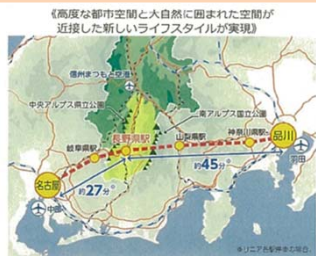 《高度な都市空間と大自然に囲まれた空間が
近接した新しいライフスタイルが実現》
信州まつもと空港
中央アルプス県立公園
南アルプス国立公園
長野県駅
岐阜県駅
山梨県駅
神奈川県駅
品川
羽田
名古屋
中部
約27分
約45分
※リニア各駅停車の場合